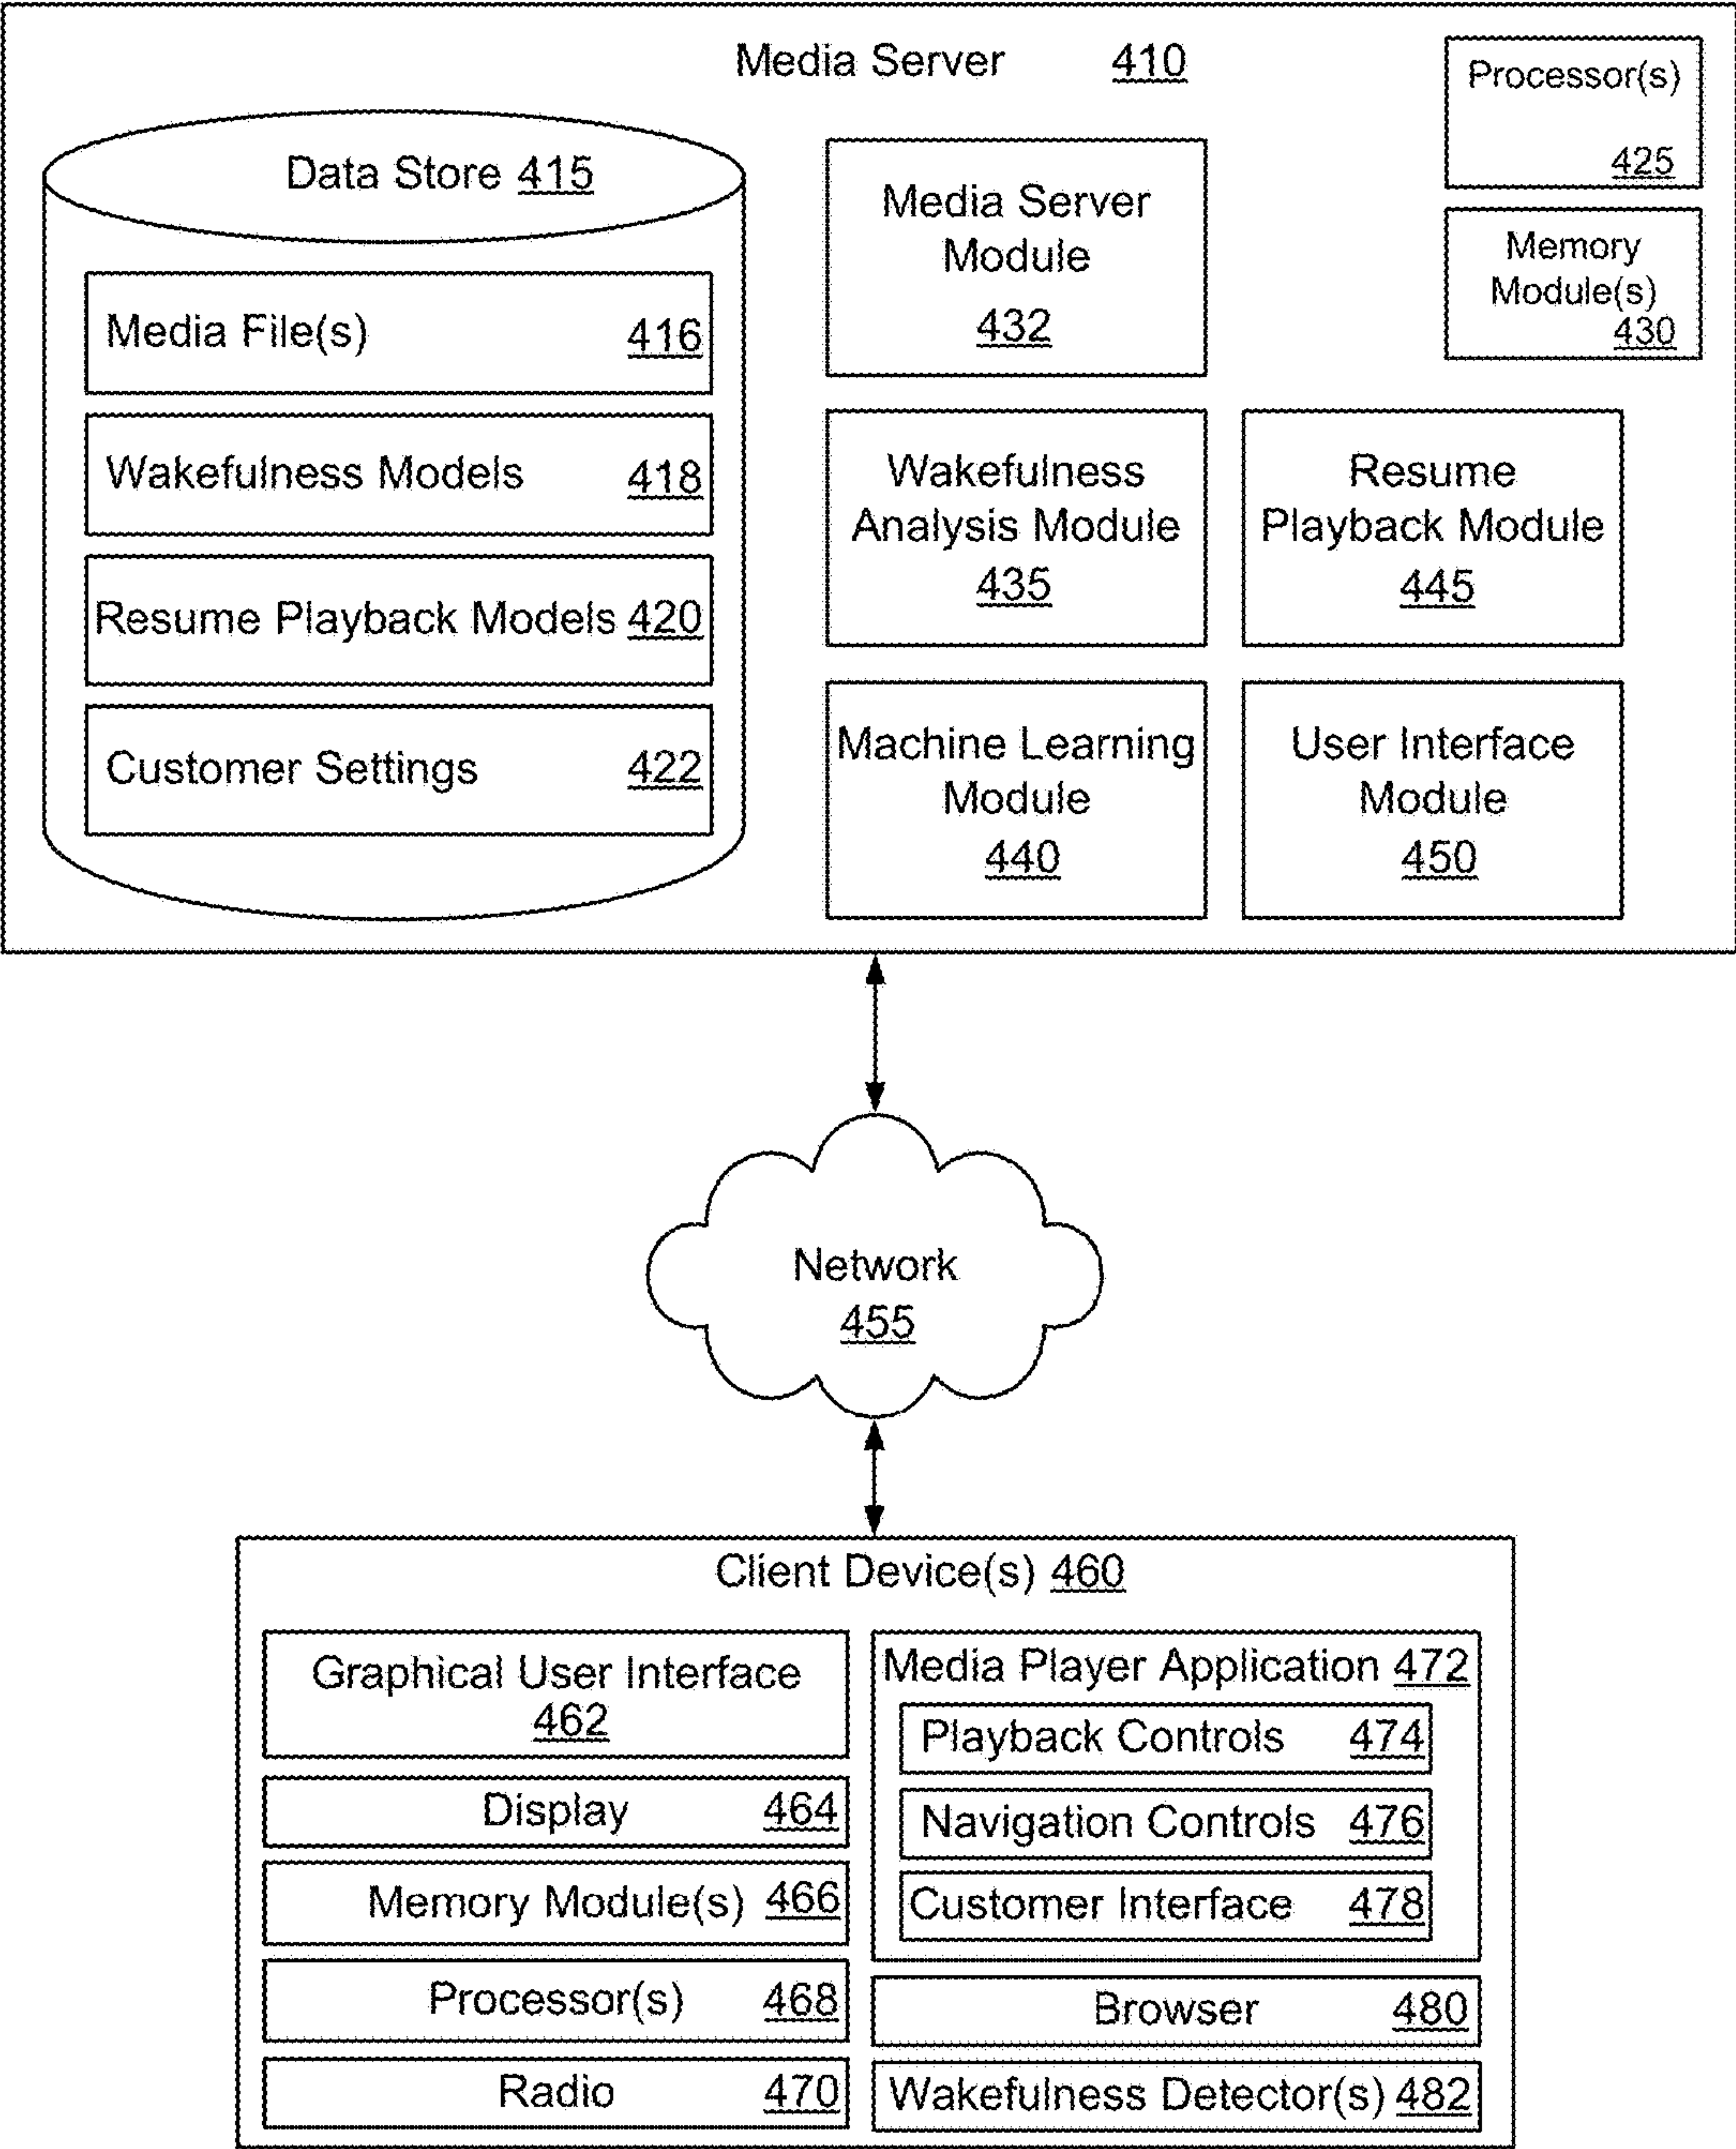 Media Server 410
Processor(s)
425
Memory
Module(s)
430
Data Store 415
Media File(s) 416
Wakefulness Models 418
Resume Playback Models 420
Customer Settings 422
Media Server
Module
432
Wakefulness
Analysis Module
435
Resume
Playback Module
445
Machine Learning
Module
440
User Interface
Module
450
Network
455
Client Device(s) 460
Graphical User Interface
462
Display 464
Memory Module(s) 466
Processor(s) 468
Radio 470
Media Player Application 472
Playback Controls 474
Navigation Controls 476
Customer Interface 478
Browser 480
Wakefulness Detector(s) 482